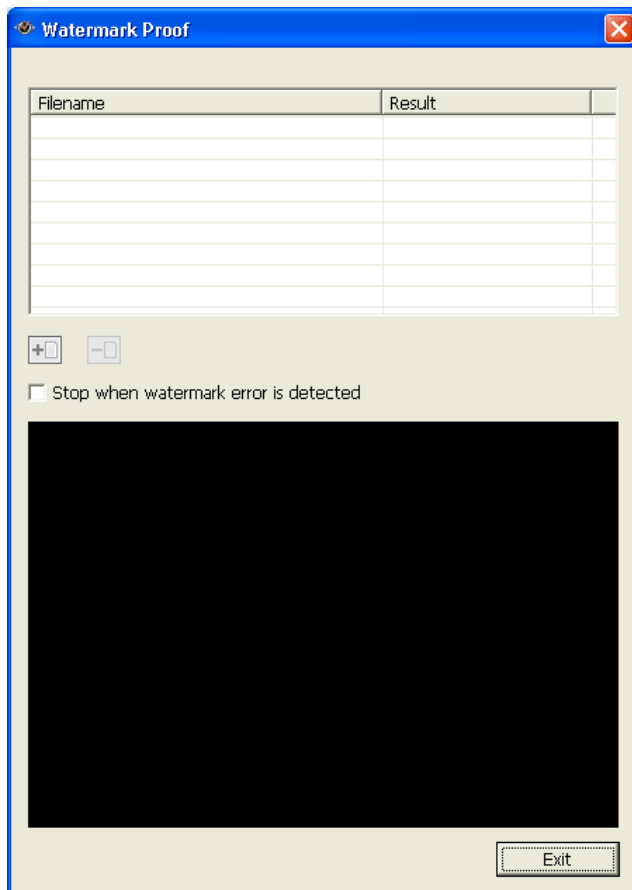 Watermark Proof
Filename Result
Stop when watermark error is detected
Exit